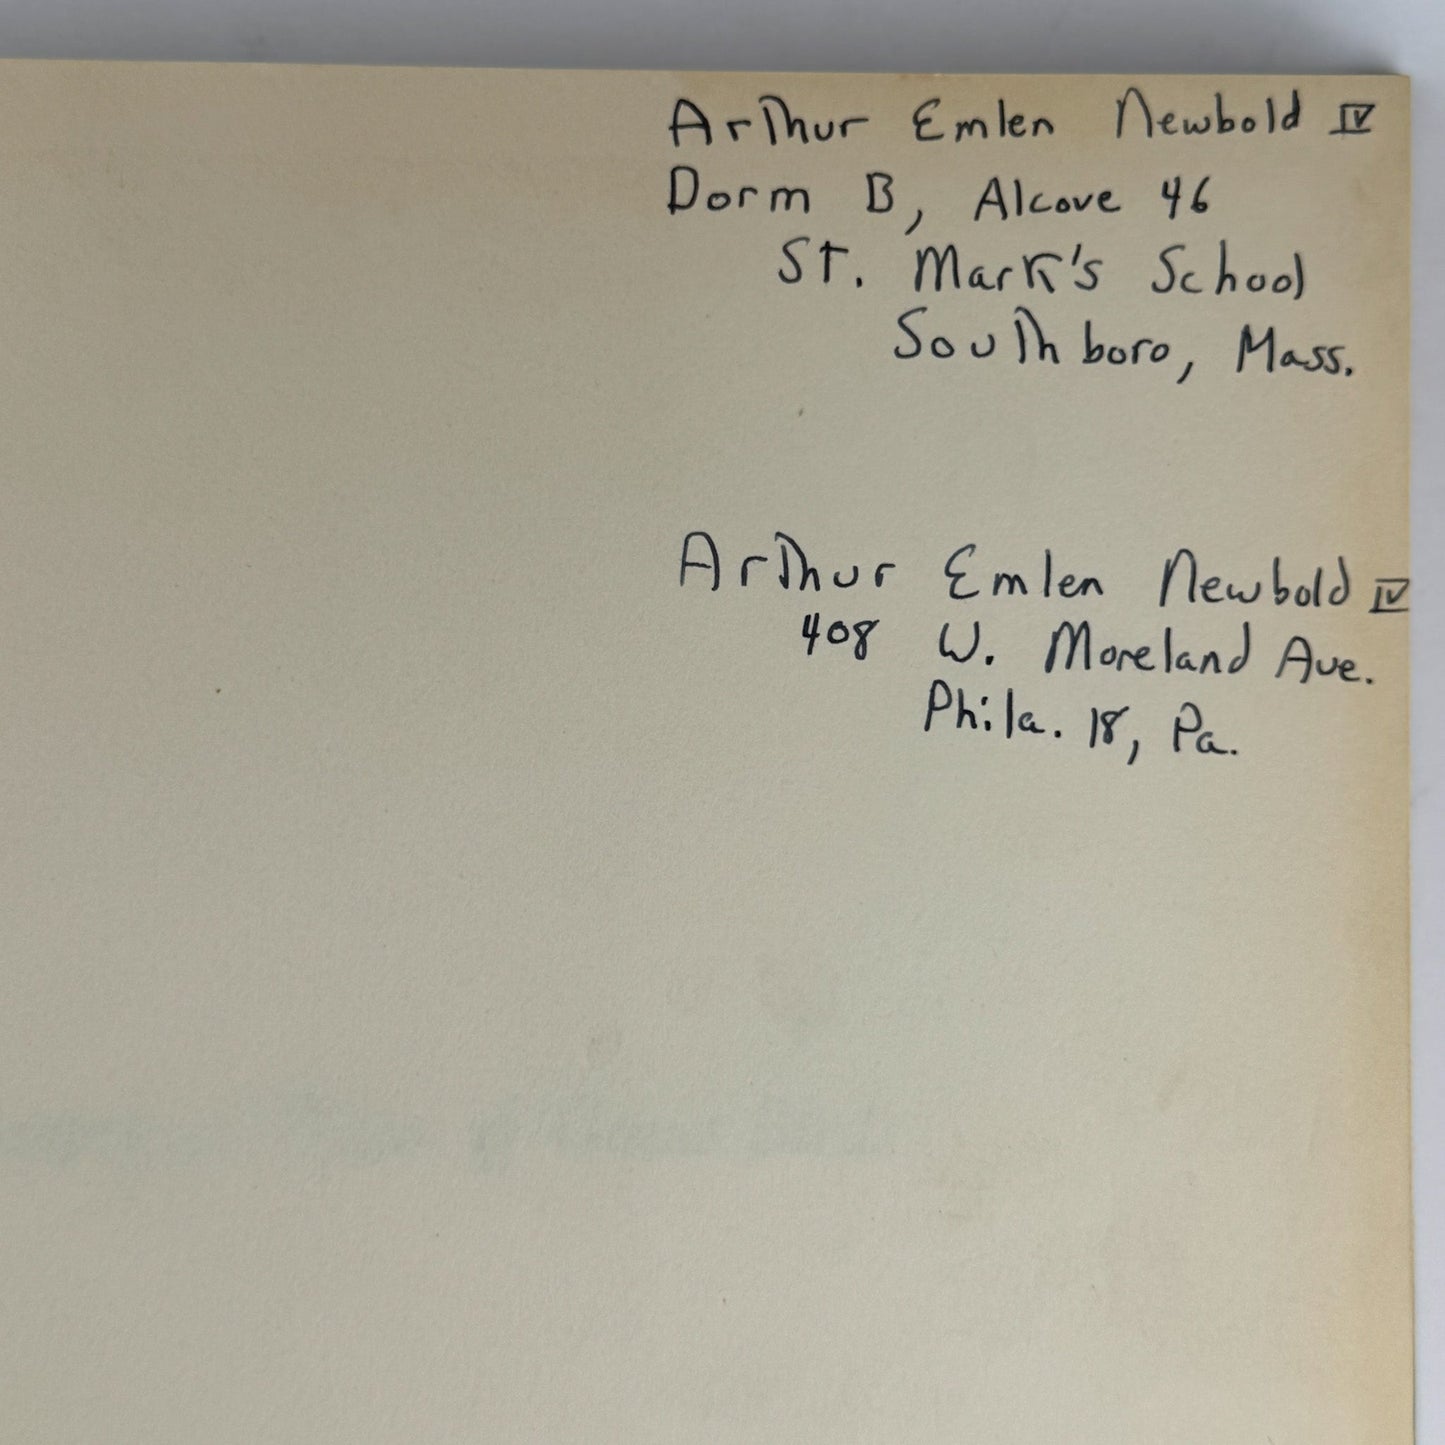 Arthur Emlen Newbold IV
Dorm B, Alcove 46
St. Mark's School
Southboro, Mass.
Arthur Emlen Newbold IV
408 W. Moreland Ave.
Phila. 18, Pa.